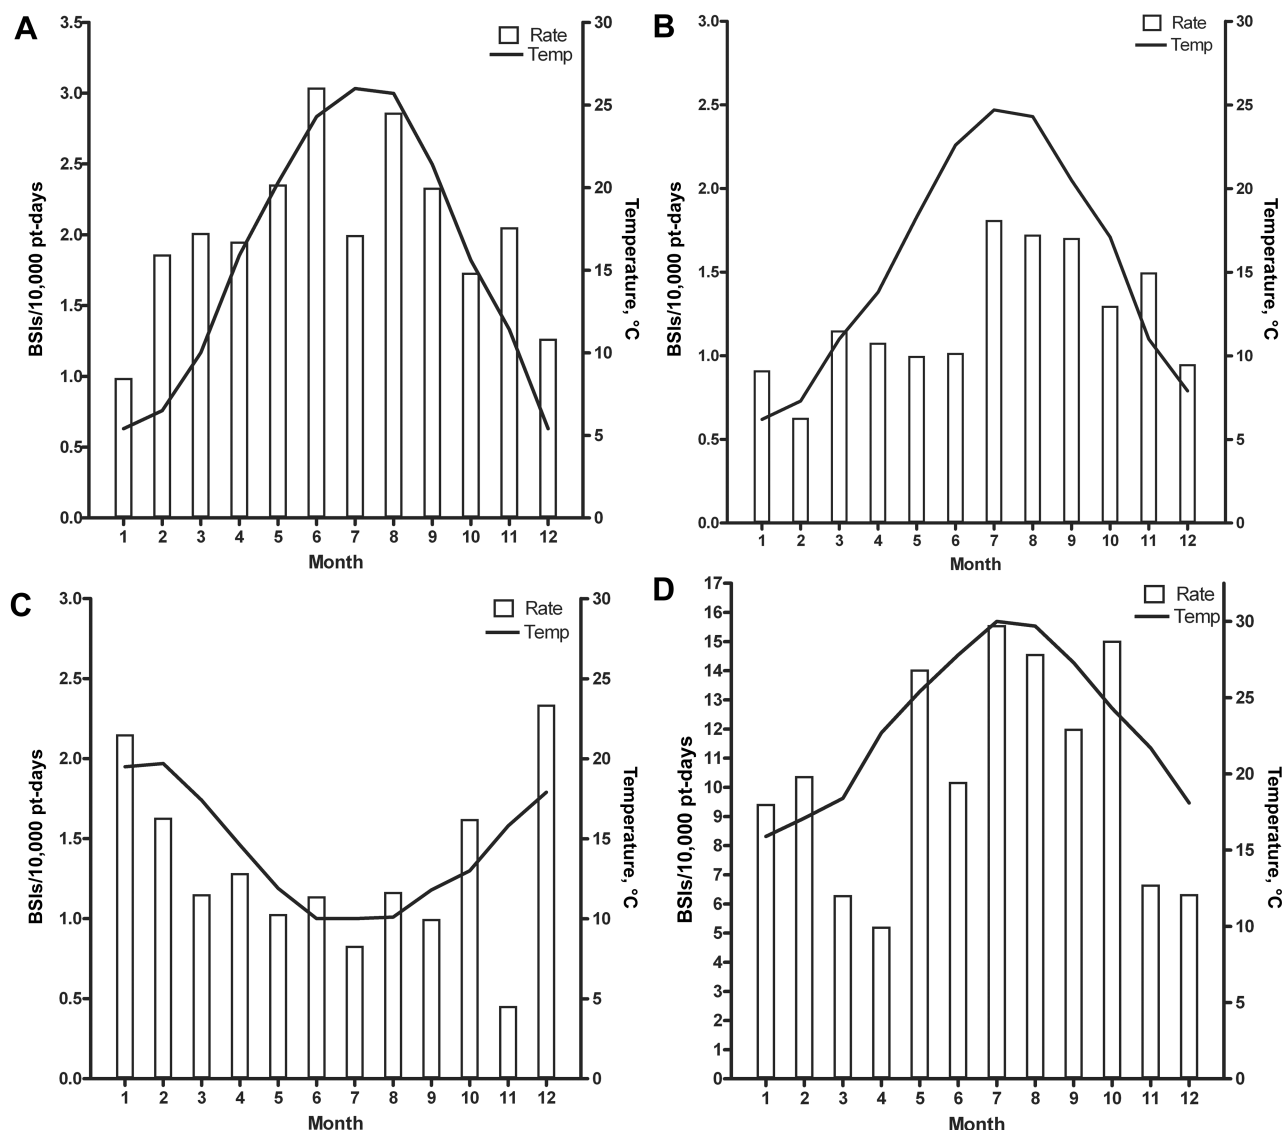 A
Rate
Temp
BSIs/10,000 pt-days
3.5
3.0
2.5
2.0
1.5
1.0
0.5
0.0
30
25
20
15
10
5
0
Temperature, °C
1 2 3 4 5 6 7 8 9 10 11 12
Month
B
Rate
Temp
BSIs/10,000 pt-days
3.0
2.5
2.0
1.5
1.0
0.5
0.0
30
25
20
15
10
5
0
Temperature, °C
1 2 3 4 5 6 7 8 9 10 11 12
Month
C
Rate
Temp
BSIs/10,000 pt-days
3.0
2.5
2.0
1.5
1.0
0.5
0.0
30
25
20
15
10
5
0
Temperature, °C
1 2 3 4 5 6 7 8 9 10 11 12
Month
D
Rate
Temp
BSIs/10,000 pt-days
17
16
15
14
13
12
11
10
9
8
7
6
5
4
3
2
1
0
30
25
20
15
10
5
0
Temperature, °C
1 2 3 4 5 6 7 8 9 10 11 12
Month